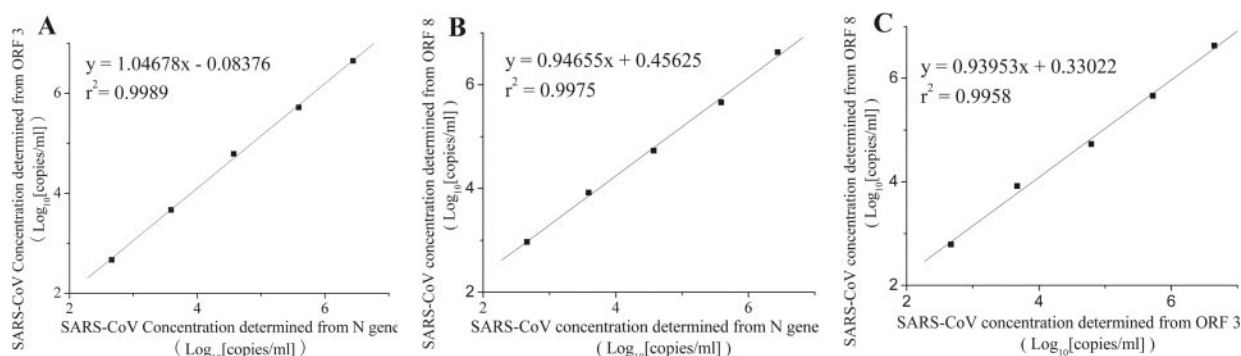 A
SARS-CoV Concentration determined from ORF 3
( Log10[copies/ml] )
y = 1.04678x - 0.08376
r2= 0.9989
6
4
2
2 4 6
SARS-CoV Concentration determined from N gene
( Log10[copies/ml] )
B
SARS-CoV concentration determined from ORF 8
( Log10[copies/ml] )
y = 0.94655x + 0.45625
r2 = 0.9975
6
4
2
2 4 6
SARS-CoV concentration determined from N gene
( Log10[copies/ml] )
C
SARS-CoV concentration determined from ORF 8
( Log10[copies/ml] )
y = 0.93953x + 0.33022
r2 = 0.9958
6
4
2
2 4 6
SARS-CoV concentration determined from ORF 3
( Log10[copies/ml] )